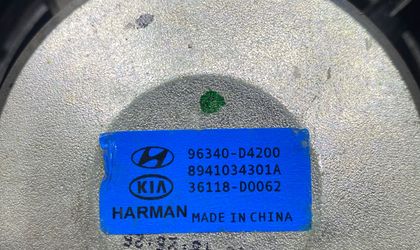 96340-D4200
8941034301A
KIA 36118-D0062
HARMAN MADE IN CHINA